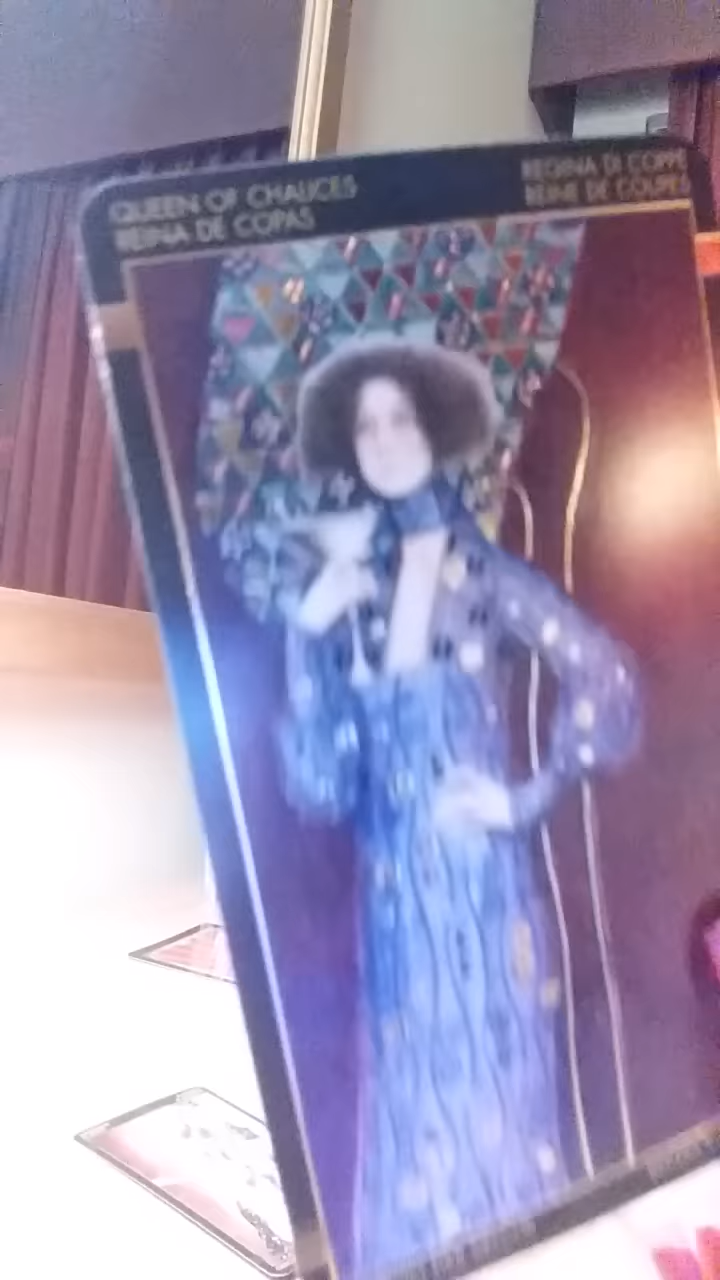 QUEEN OF CHALICES
REINA DE COPAS
REGINA DI COPPE
REINE DE COUPES